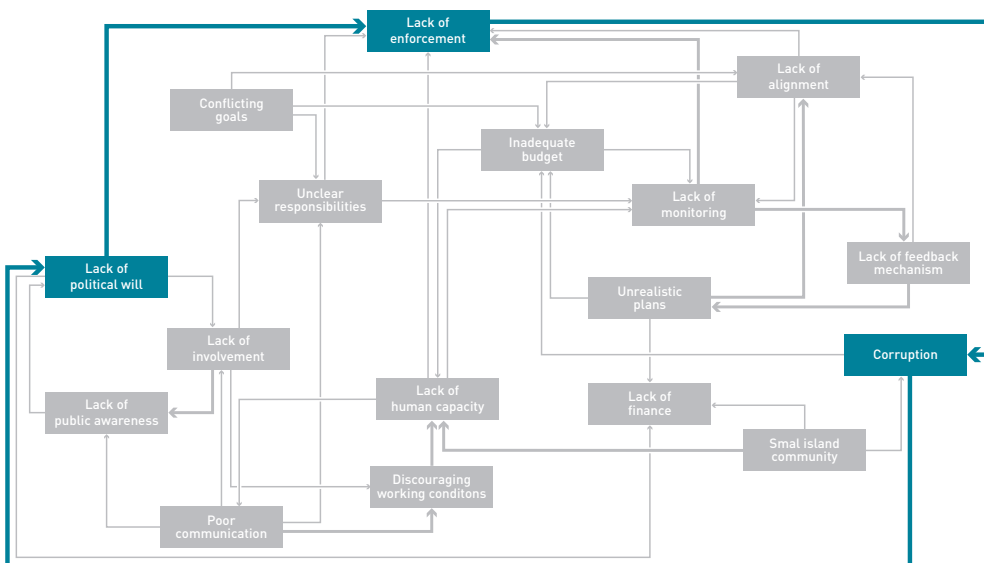 Lack of
enforcement
Lack of
alignment
Conflicting
goals
Inadequate
budget
Unclear
responsibilities
Lack of
monitoring
Lack of feedback
mechanism
Lack of
political will
Unrealistic
plans
Lack of
involvement
Corruption
Lack of
public awareness
Lack of
human capacity
Lack of
finance
Smal island
community
Discouraging
working conditons
Poor
communication